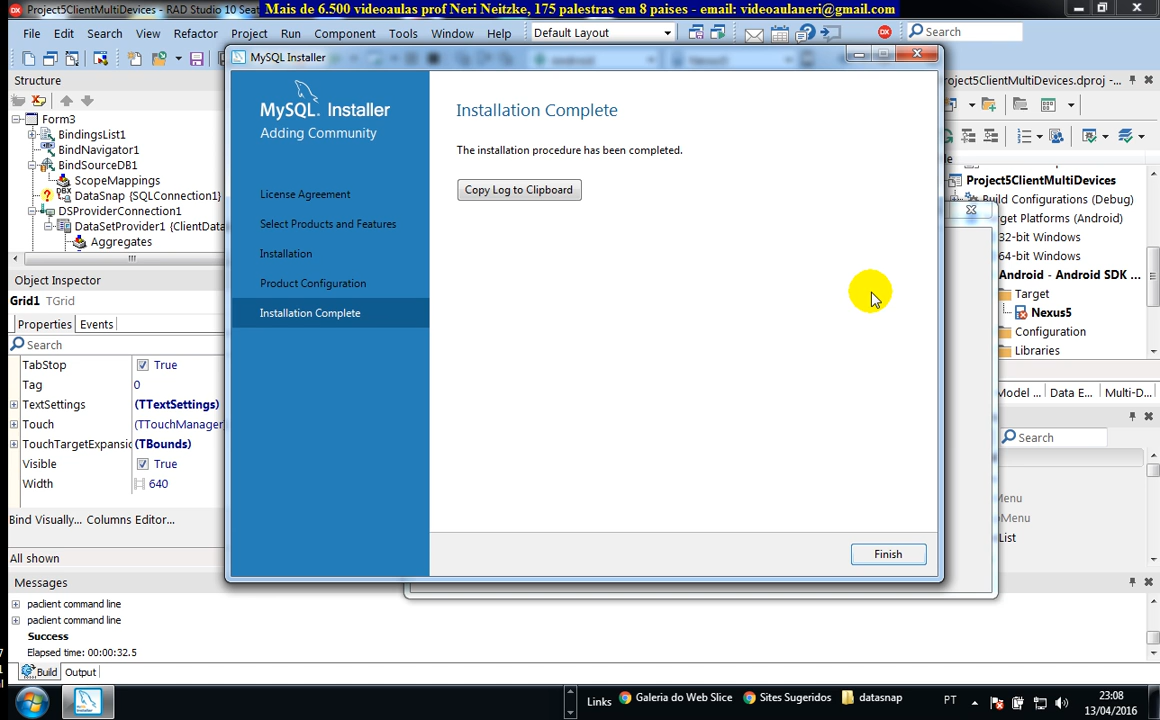 Project5ClientMultiDevices - RAD Studio 10 Seat
Mais de 6.500 videoaulas prof Neri Neitzke, 175 palestras em 8 paises - email: videoaulaneri@gmail.com
File Edit Search View Refactor Project Run Component Tools Window Help
Default Layout
Search
Structure
Form3
BindingsList1
BindNavigator1
BindSourceDB1
ScopeMappings
DataSnap {SQLConnection1}
DSProviderConnection1
DataSetProvider1 {ClientData
Aggregates
Object Inspector
Grid1 TGrid
Properties Events
Search
TabStop True
Tag 0
TextSettings (TTextSettings)
Touch (TTouchManager
TouchTargetExpansic (TBounds)
Visible True
Width 640
Bind Visually... Columns Editor...
All shown
MySQL Installer
MySQL. Installer
Adding Community
License Agreement
Select Products and Features
Installation
Product Configuration
Installation Complete
Installation Complete
The installation procedure has been completed.
Copy Log to Clipboard
Finish
roject5ClientMultiDevices.dproj -...
le
Project5ClientMultiDevices
Build Configurations (Debug)
rget Platforms (Android)
32-bit Windows
64-bit Windows
Android - Android SDK ...
Target
Nexus5
Configuration
Libraries
Model ... Data E... Multi-D...
Search
Menu
pMenu
List
Messages
paclient command line
paclient command line
Success
Elapsed time: 00:00:32.5
Build Output
Links Galeria do Web Slice Sites Sugeridos datasnap
PT
23:08
13/04/2016